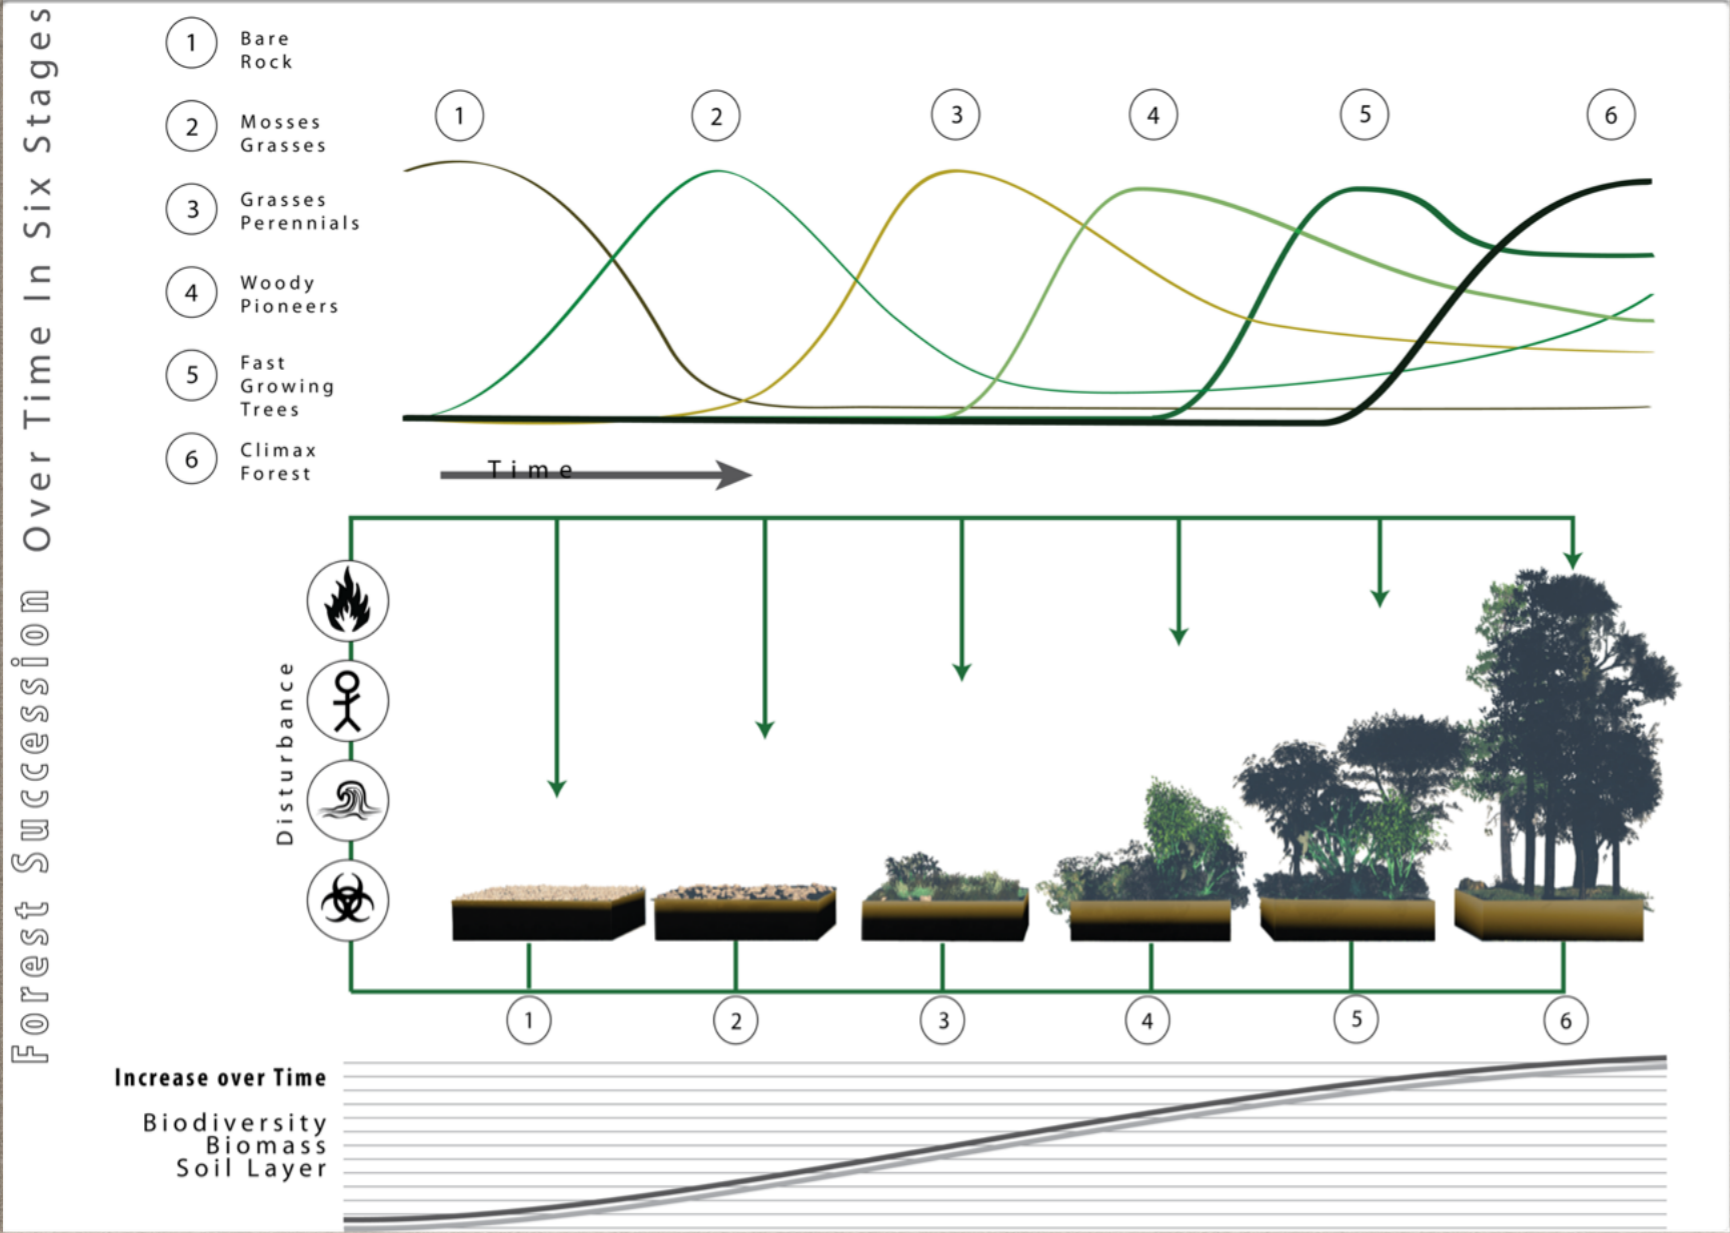 Forest Succession Over Time In Six Stages
1 Bare
Rock
2 Mosses
Grasses
3 Grasses
Perennials
4 Woody
Pioneers
5 Fast
Growing
Trees
6 Climax
Forest
1 2 3 4 5 6
Time
Disturbance
1 2 3 4 5 6
Increase over Time
Biodiversity
Biomass
Soil Layer